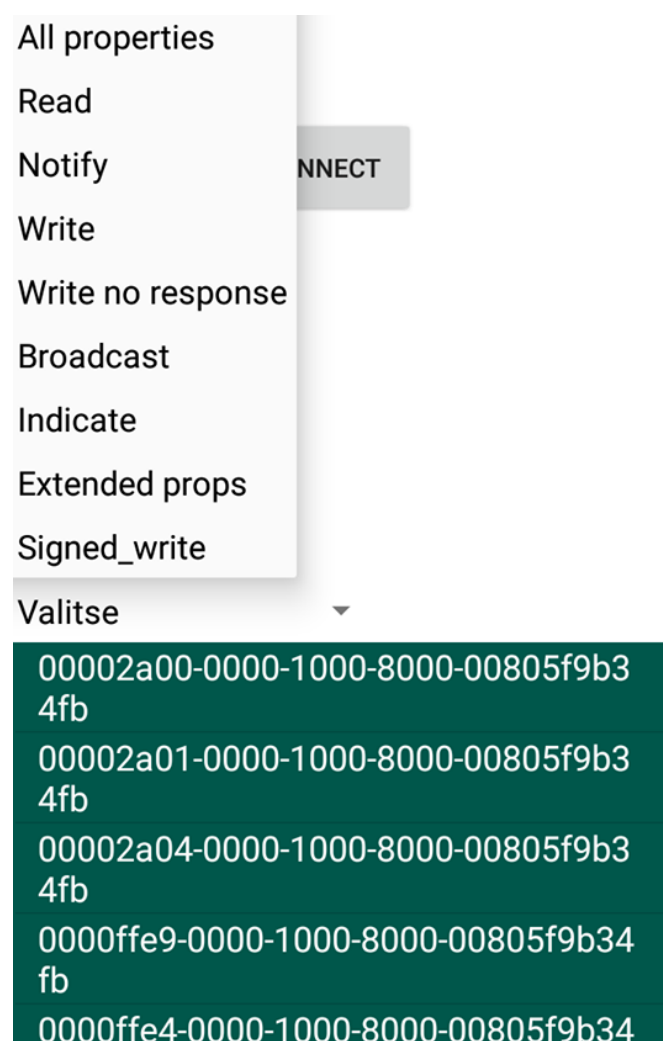 All properties
Read
NNECT
Notify
Write
Write no response
Broadcast
Indicate
Extended props
Signed_write
Valitse
00002a00-0000-1000-8000-00805f9b3
4fb
00002a01-0000-1000-8000-00805f9b3
4fb
00002a04-0000-1000-8000-00805f9b3
4fb
0000ffe9-0000-1000-8000-00805f9b34
fb
0000ffe4-0000-1000-8000-00805f9b34